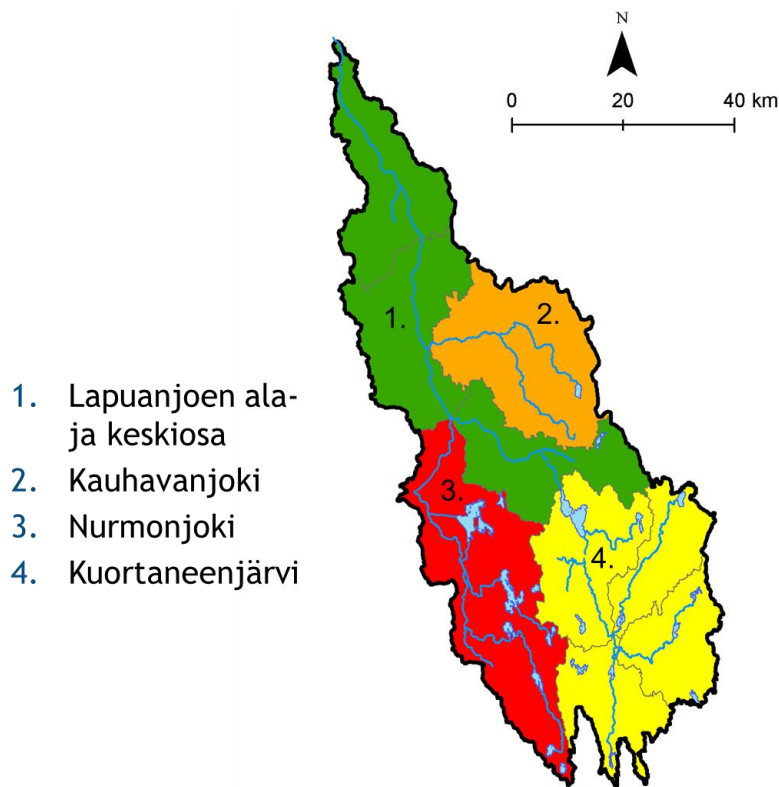 N
0 20 40 km
1.
2.
3.
4.
1. Lapuanjoen ala-
ja keskiosa
2. Kauhavanjoki
3. Nurmonjoki
4. Kuortaneenjärvi